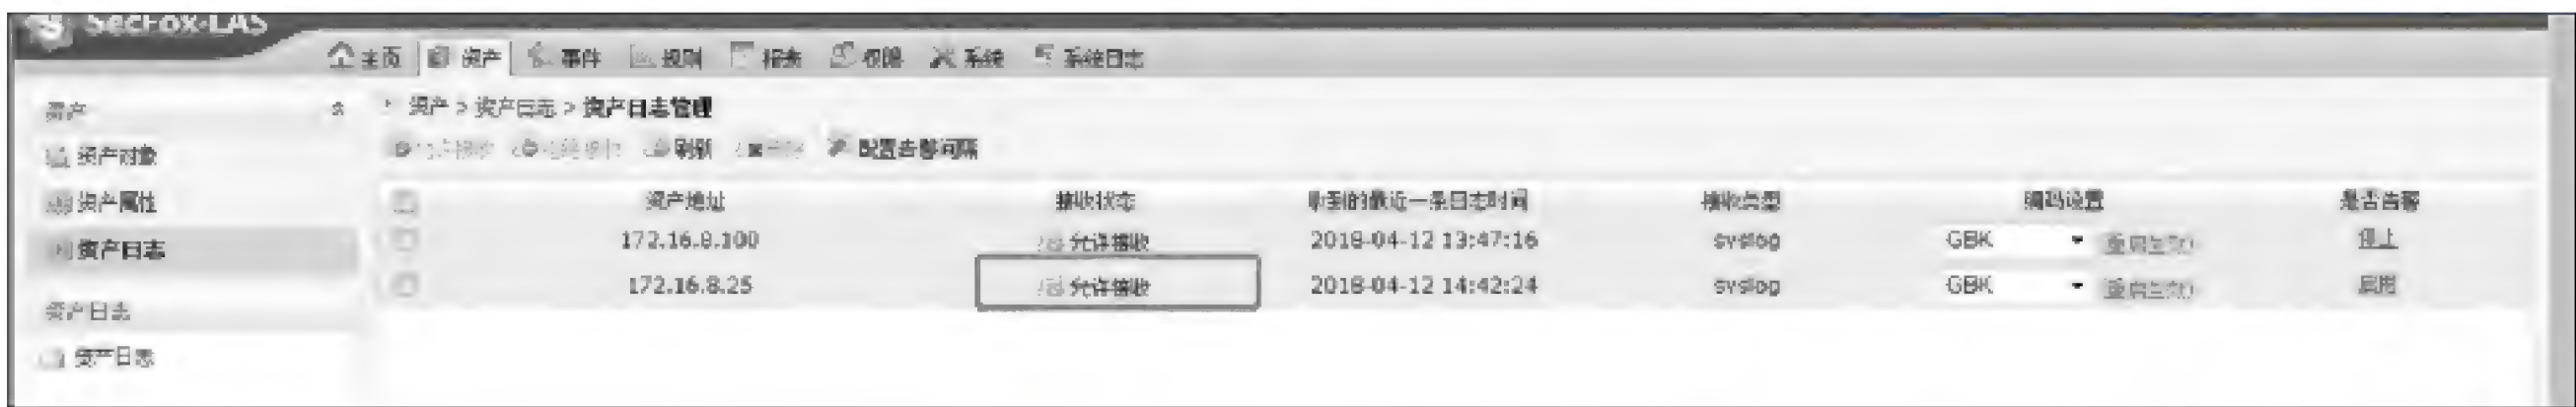 SecFox-LAS
主页 资产 事件 规则 报表 权限 系统 系统日志
资产
资产 > 资产日志 > 资产日志管理
资产对象
刷新 配置告警间隔
资产属性
资产地址 接收状态 收到的最近一条日志时间 接收类型 编码设置 是否告警
172.16.8.100 允许接收 2018-04-12 13:47:16 syslog GBK 停止
资产日志
172.16.8.25 允许接收 2018-04-12 14:42:24 syslog GBK 启用
资产日志
资产日志